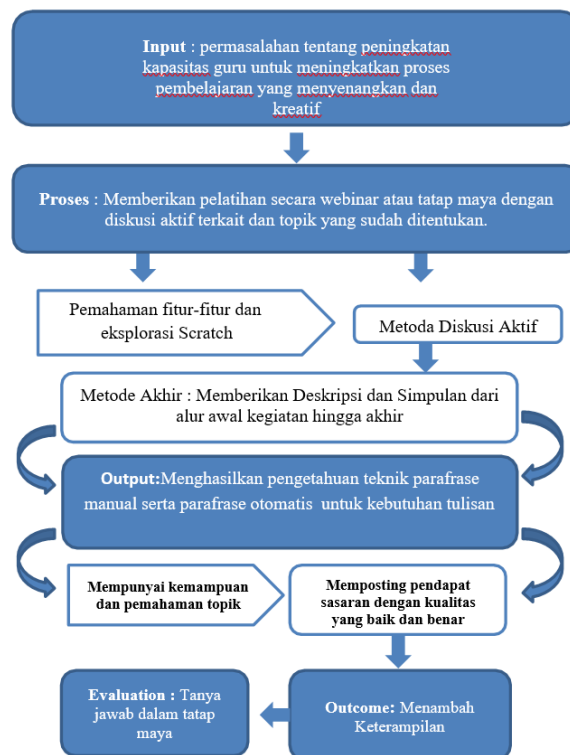 Input : permasalahan tentang peningkatan
kapasitas guru untuk meningkatkan proses
pembelajaran yang menyenangkan dan
kreatif
Proses : Memberikan pelatihan secara webinar atau tatap maya dengan
diskusi aktif terkait dan topik yang sudah ditentukan.
Pemahaman fitur-fitur dan
eksplorasi Scratch
Metoda Diskusi Aktif
Metode Akhir : Memberikan Deskripsi dan Simpulan dari
alur awal kegiatan hingga akhir
Output:Menghasilkan pengetahuan teknik parafrase
manual serta parafrase otomatis untuk kebutuhan tulisan
Mempunyai kemampuan
dan pemahaman topik
Memposting pendapat
sasaran dengan kualitas
yang baik dan benar
Evaluation : Tanya
jawab dalam tatap
maya
Outcome: Menambah
Keterampilan